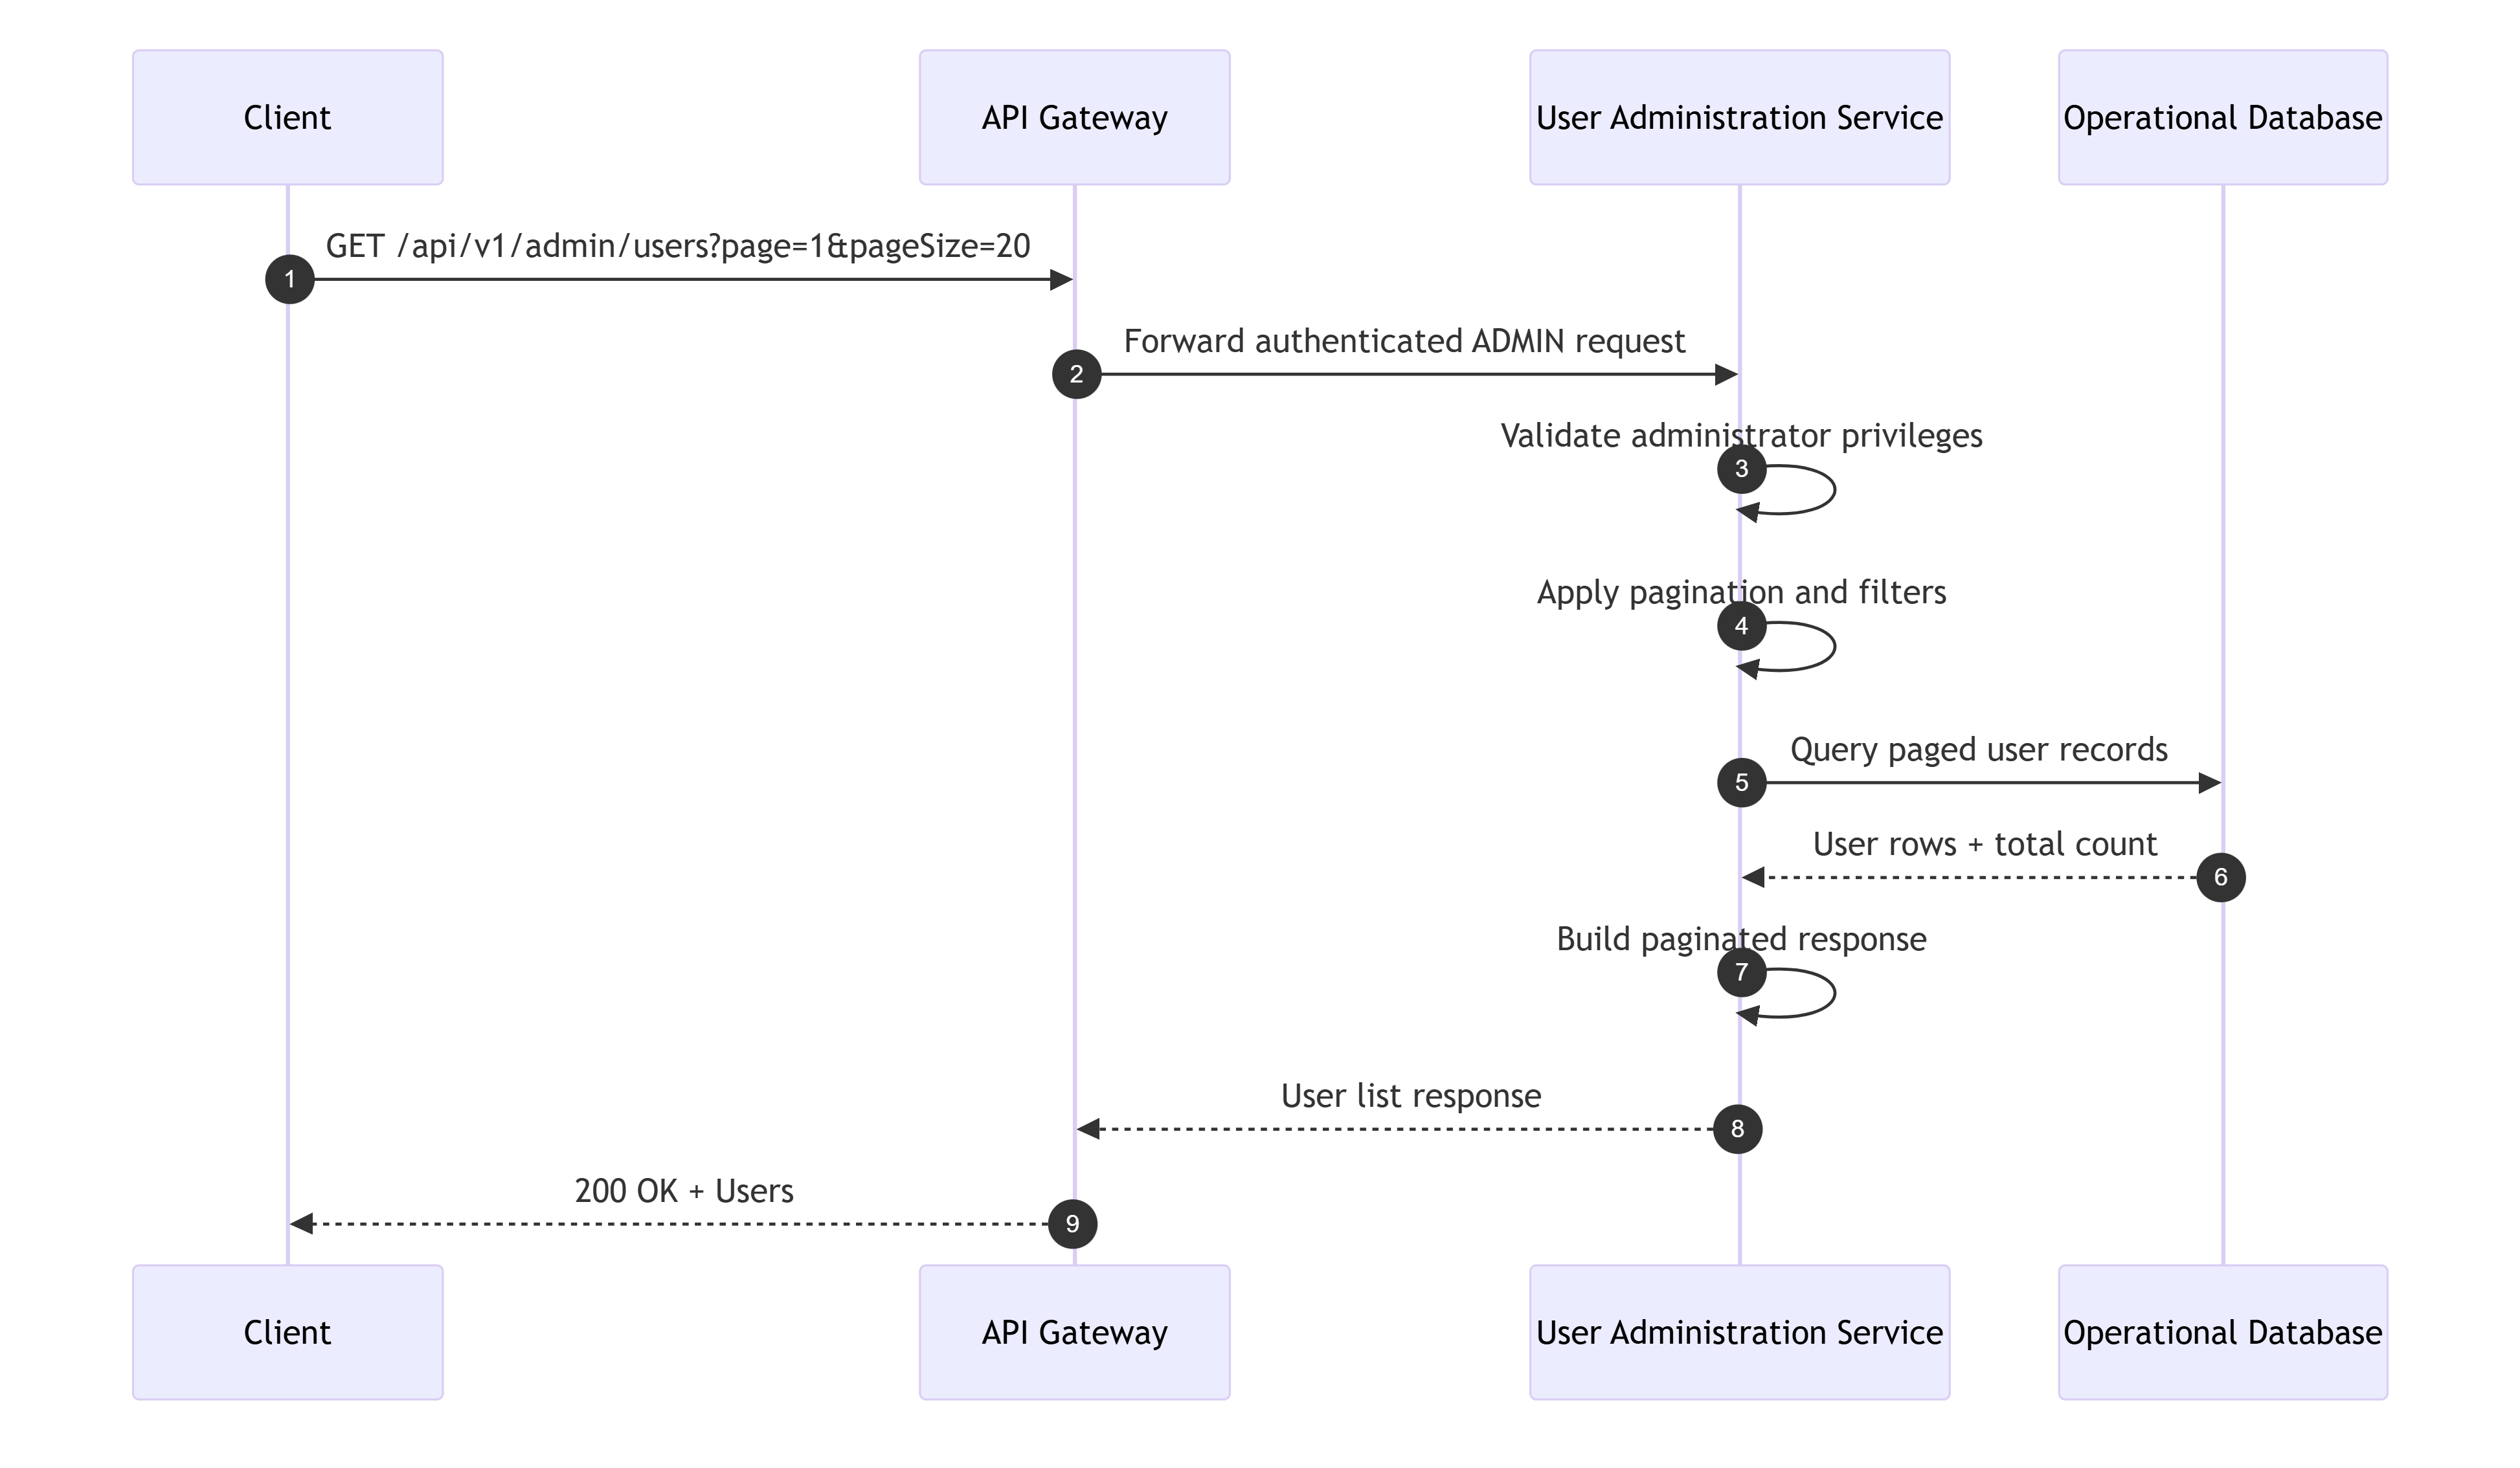 Client
API Gateway
User Administration Service
Operational Database
GET /api/v1/admin/users?page=1&pageSize=20
1
Forward authenticated ADMIN request
2
Validate administrator privileges
3
Apply pagination and filters
4
Query paged user records
5
User rows + total count
6
Build paginated response
7
User list response
8
200 OK + Users
9
Client
API Gateway
User Administration Service
Operational Database